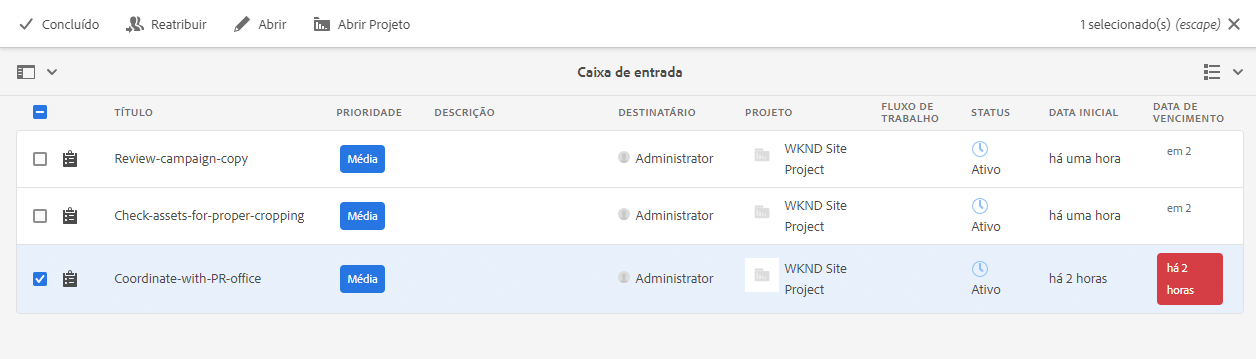 Concluído Reatribuir Abrir Abrir Projeto 1 selecionado(s) (escape)
Caixa de entrada
TÍTULO PRIORIDADE DESCRIÇÃO DESTINATÁRIO PROJETO FLUXO DE TRABALHO STATUS DATA INICIAL DATA DE VENCIMENTO
Review-campaign-copy Média Administrator WKND Site Project Ativo há uma hora em 2
Check-assets-for-proper-cropping Média Administrator WKND Site Project Ativo há uma hora em 2
Coordinate-with-PR-office Média Administrator WKND Site Project Ativo há 2 horas há 2 horas